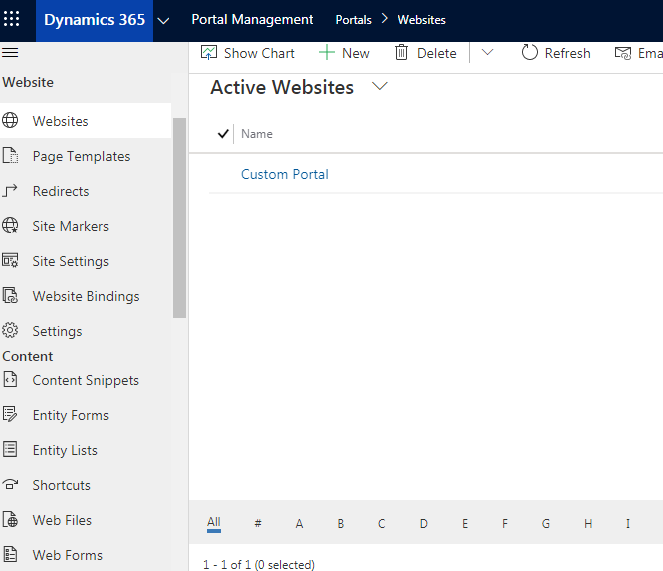 Dynamics 365 Portal Management Portals > Websites
Show Chart New Delete Refresh Ema
Website
Active Websites
Name
Websites
Page Templates
Custom Portal
Redirects
Site Markers
Site Settings
Website Bindings
Settings
Content
Content Snippets
Entity Forms
Entity Lists
Shortcuts
Web Files
Web Forms
All # A B C D E F G H I
1 - 1 of 1 (0 selected)